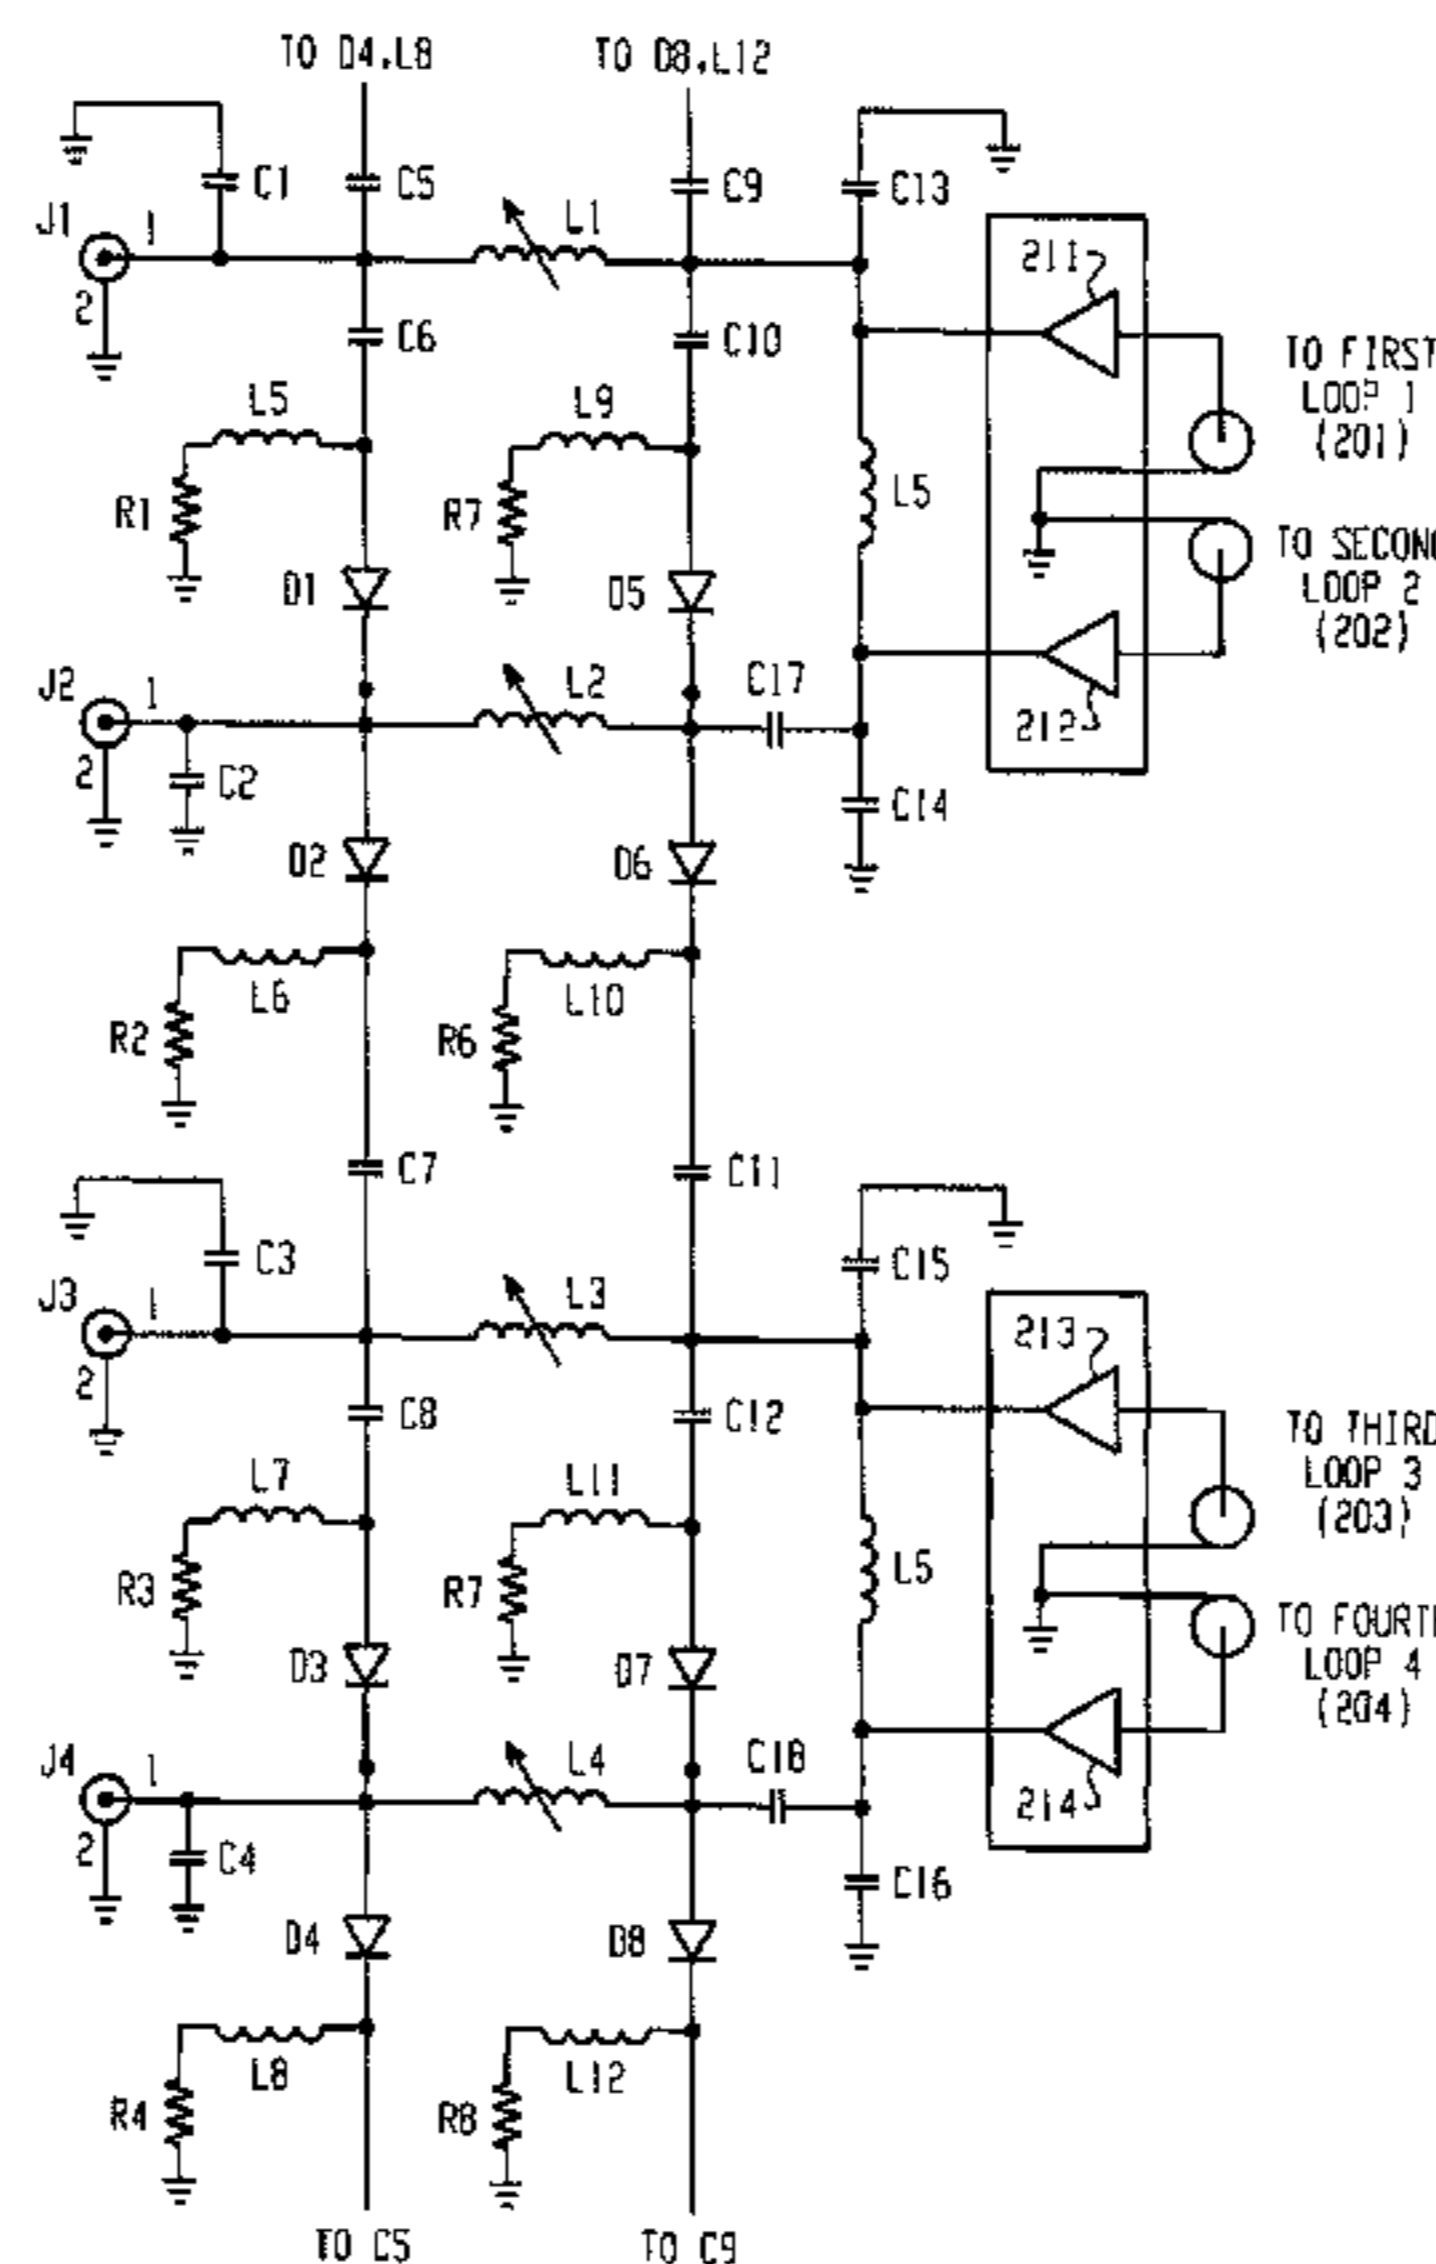 TO D4,L8
TO D8,L12
C1
C5
C9
C13
J1
1
L1
211
2
C6
C10
TO FIRST
LOOP 1
(201)
L5
L9
R1
R7
L5
TO SECOND
LOOP 2
(202)
D1
D5
J2
1
L2
C17
212
2
C2
C14
D2
D6
L6
L10
R2
R6
C7
C11
C3
C15
J3
1
L3
213
2
C8
C12
TO THIRD
LOOP 3
(203)
L7
L11
R3
R7
L5
TO FOURTH
LOOP 4
(204)
D3
D7
J4
1
L4
C18
214
2
C4
C16
D4
D8
L8
L12
R4
R8
TO C5
TO C9